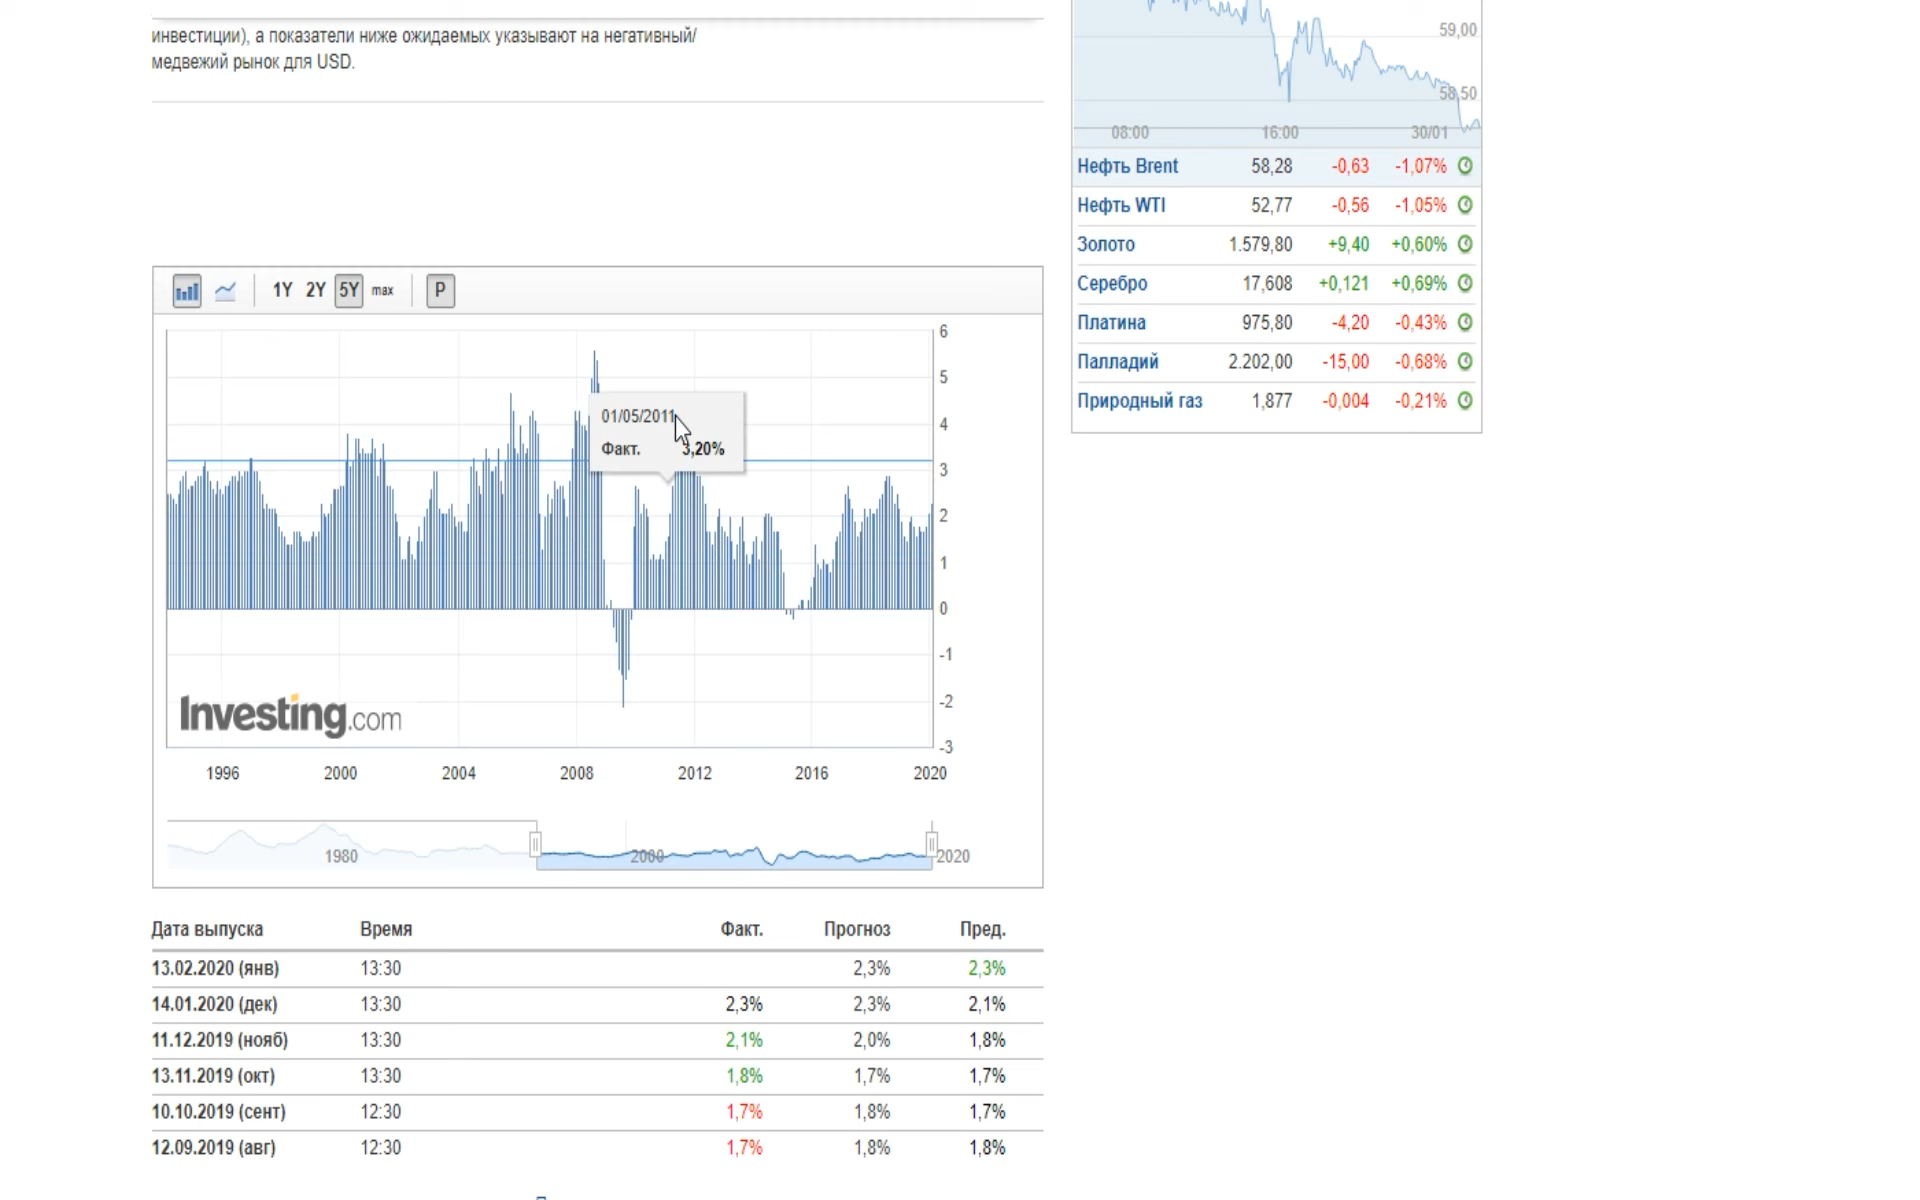 инвестиции), а показатели ниже ожидаемых указывают на негативный/
медвежий рынок для USD.
1Y 2Y 5Y max P
6
5
4
3
2
1
0
-1
-2
-3
01/05/2011
Факт. 3,20%
Investing.com
1996 2000 2004 2008 2012 2016 2020
1980 2000 2020
Дата выпуска Время Факт. Прогноз Пред.
13.02.2020 (янв) 13:30 2,3% 2,3%
14.01.2020 (дек) 13:30 2,3% 2,3% 2,1%
11.12.2019 (нояб) 13:30 2,1% 2,0% 1,8%
13.11.2019 (окт) 13:30 1,8% 1,7% 1,7%
10.10.2019 (сент) 12:30 1,7% 1,8% 1,7%
12.09.2019 (авг) 12:30 1,7% 1,8% 1,8%
59,00
58,50
08:00 16:00 30/01
Нефть Brent 58,28 -0,63 -1,07%
Нефть WTI 52,77 -0,56 -1,05%
Золото 1.579,80 +9,40 +0,60%
Серебро 17,608 +0,121 +0,69%
Платина 975,80 -4,20 -0,43%
Палладий 2.202,00 -15,00 -0,68%
Природный газ 1,877 -0,004 -0,21%